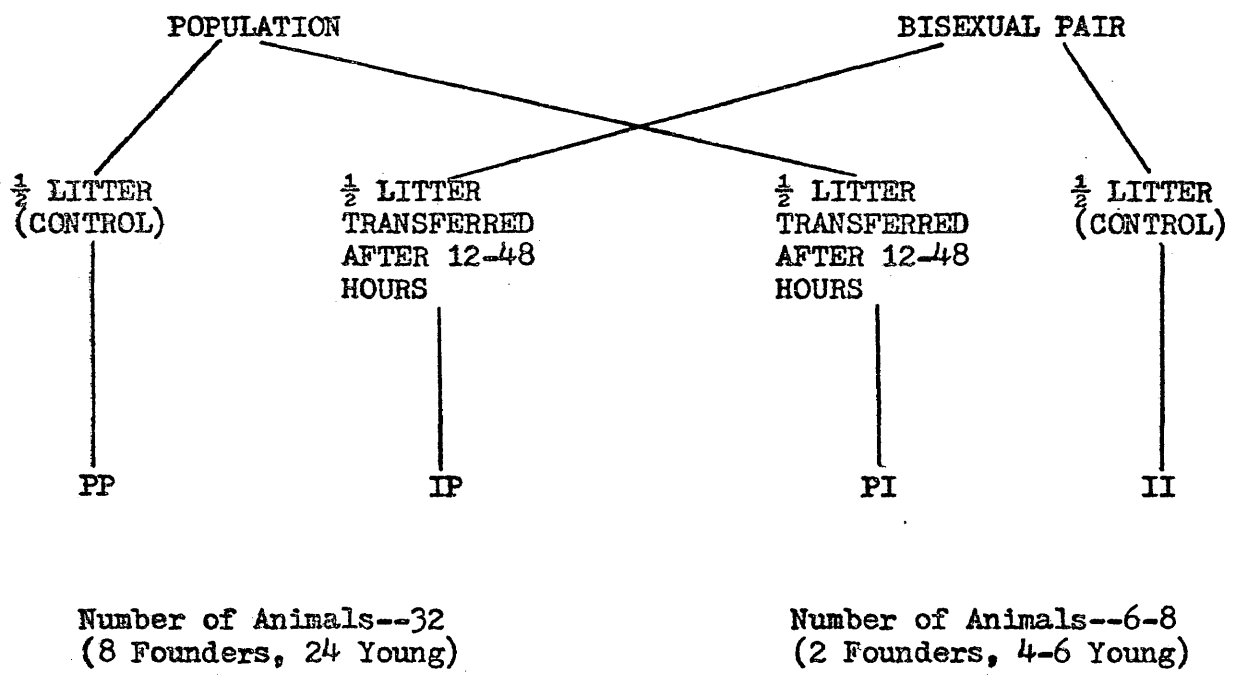 POPULATION
BISEXUAL PAIR
½ LITTER
(CONTROL)
½ LITTER
TRANSFERRED
AFTER 12-48
HOURS
½ LITTER
TRANSFERRED
AFTER 12-48
HOURS
½ LITTER
(CONTROL)
PP
IP
PI
II
Number of Animals--32
(8 Founders, 24 Young)
Number of Animals--6-8
(2 Founders, 4-6 Young)